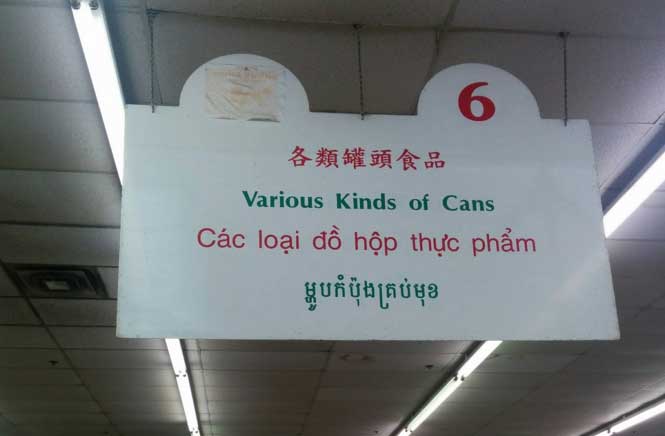 6
各類罐頭食品
Various Kinds of Cans
Các loại đồ hộp thực phẩm
ម្ហូបកំប៉ុងគ្រប់មុខ